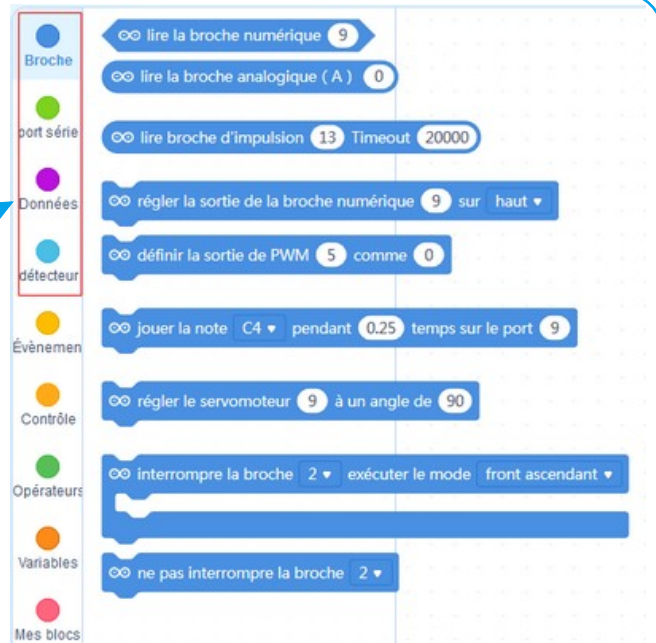 Broche
port série
Données
détecteur
Évènemen
Contrôle
Opérateurs
Variables
Mes blocs
lire la broche numérique 9
lire la broche analogique ( A ) 0
lire broche d'impulsion 13 Timeout 20000
régler la sortie de la broche numérique 9 sur haut
définir la sortie de PWM 5 comme 0
jouer la note C4 pendant 0.25 temps sur le port 9
régler le servomoteur 9 à un angle de 90
interrompre la broche 2 exécuter le mode front ascendant
ne pas interrompre la broche 2